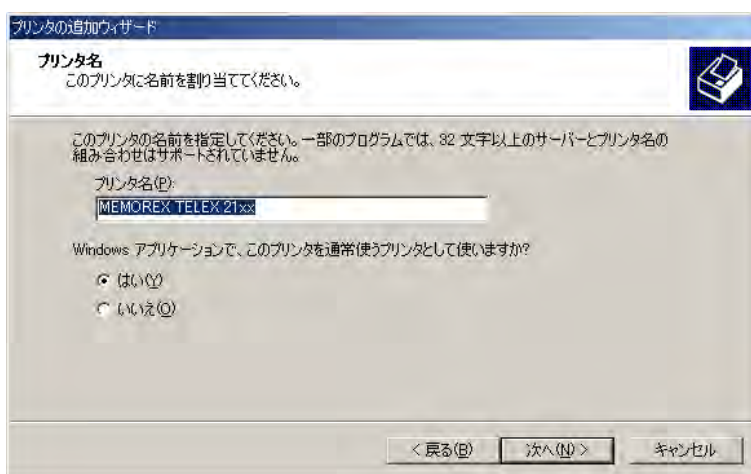 プリンタの追加ウィザード
プリンタ名
このプリンタに名前を割り当ててください。
このプリンタの名前を指定してください。一部のプログラムでは、32 文字以上のサーバーとプリンタ名の
組み合わせはサポートされていません。
プリンタ名(P):
MEMOREX TELEX 21xx
Windows アプリケーションで、このプリンタを通常使うプリンタとして使いますか?
はい(Y)
いいえ(O)
< 戻る(B)
次へ(N) >
キャンセル